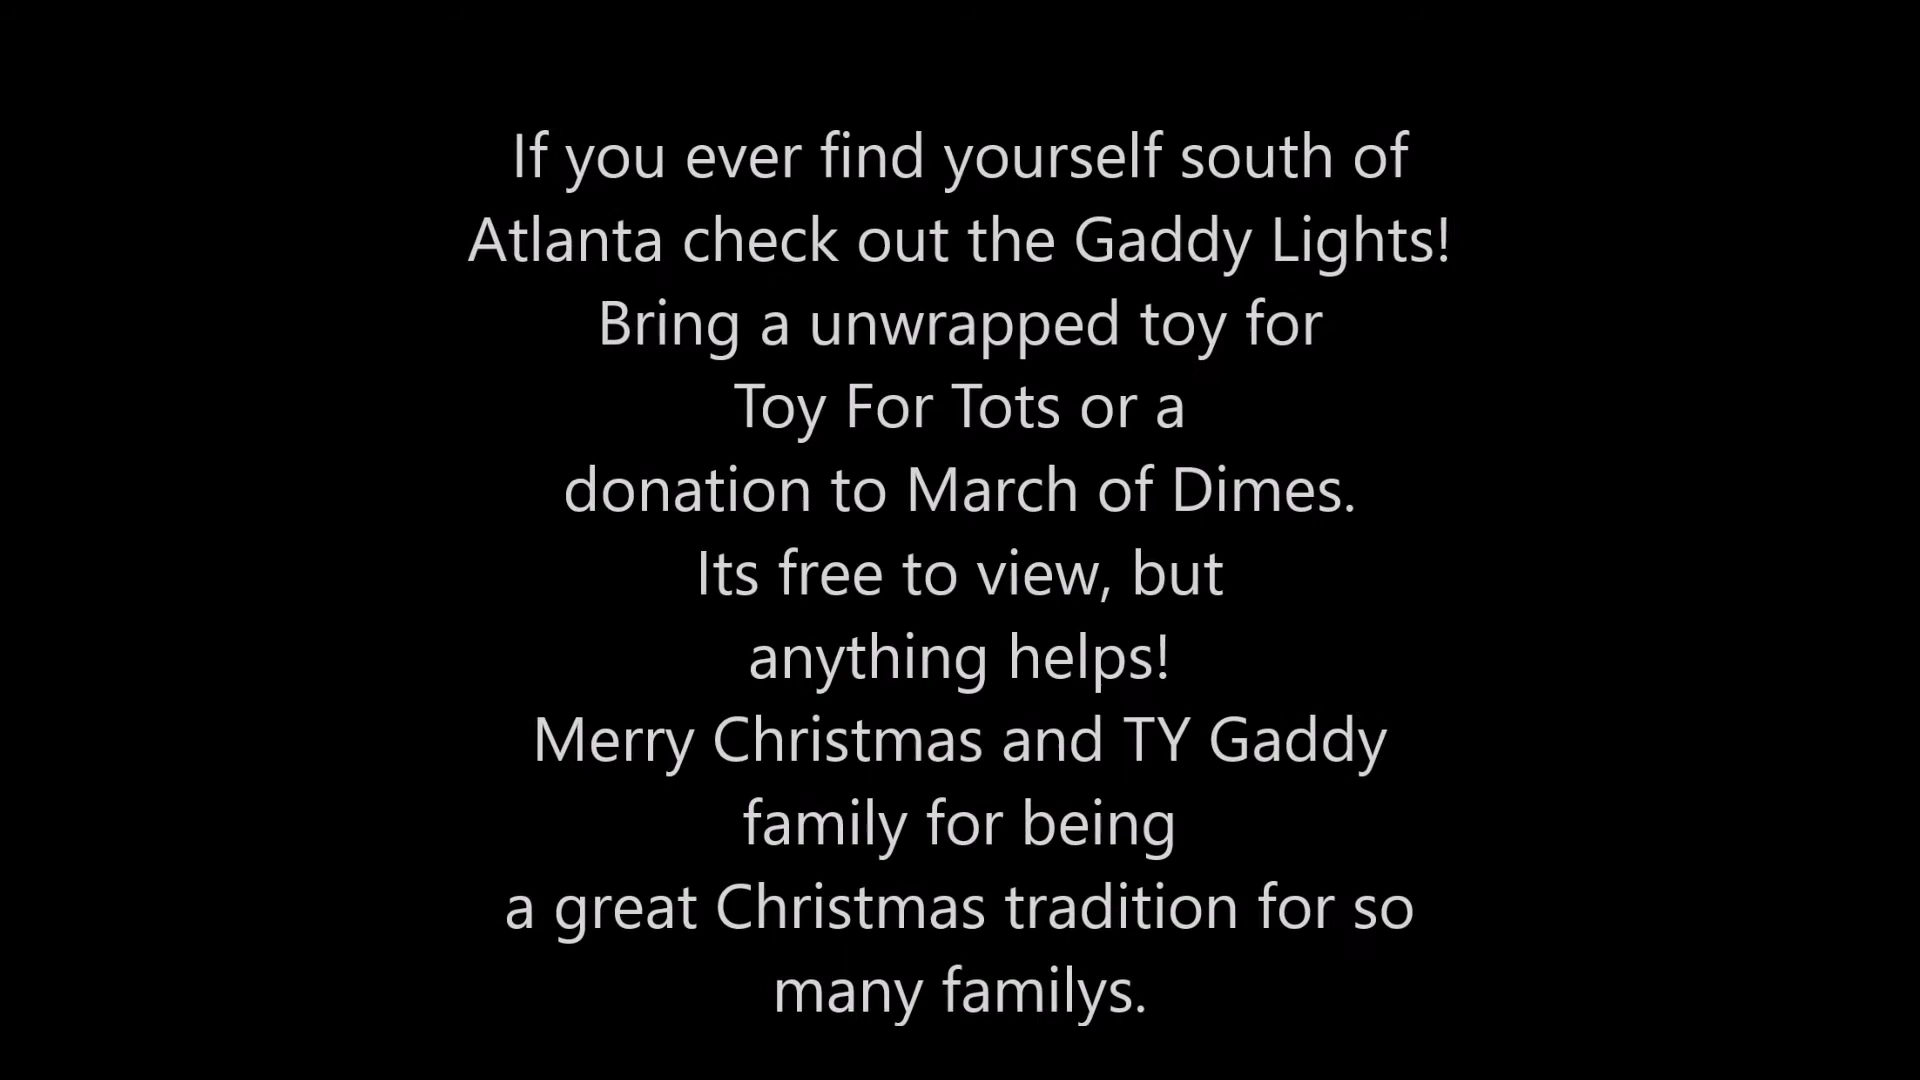 If you ever find yourself south of
Atlanta check out the Gaddy Lights!
Bring a unwrapped toy for
Toy For Tots or a
donation to March of Dimes.
Its free to view, but
anything helps!
Merry Christmas and TY Gaddy
family for being
a great Christmas tradition for so
many familys.